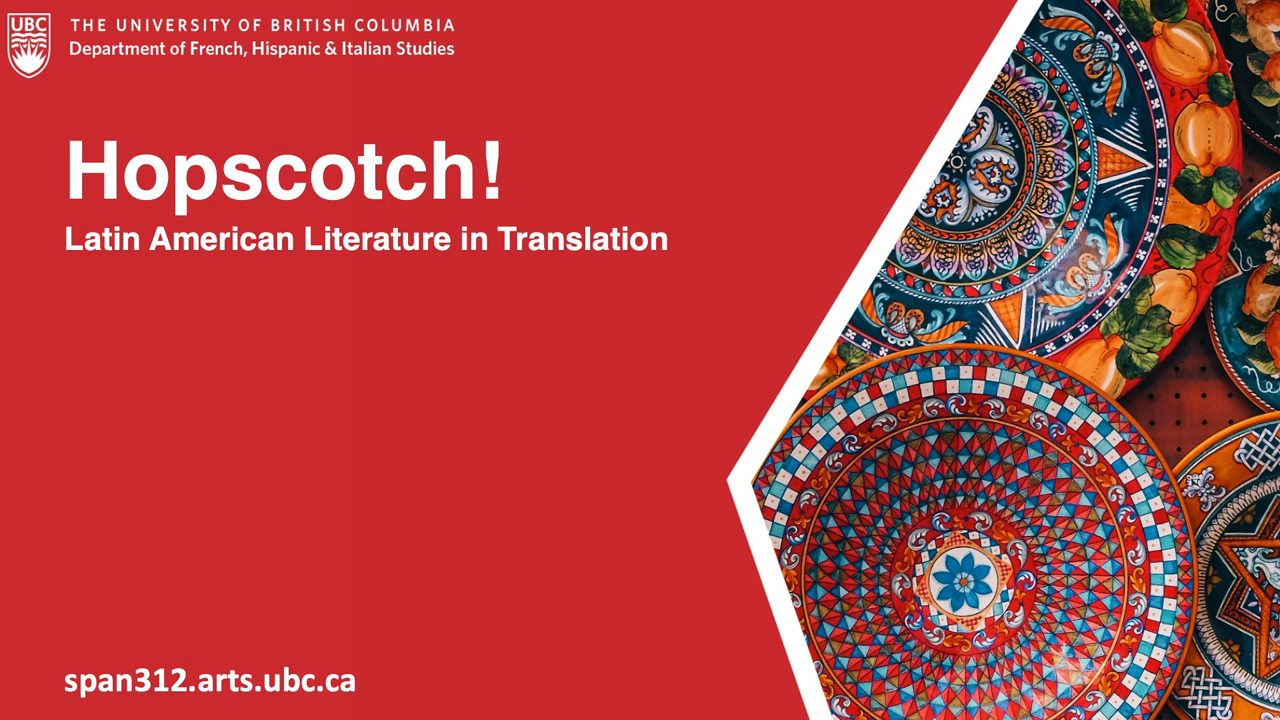 UBC
THE UNIVERSITY OF BRITISH COLUMBIA
Department of French, Hispanic & Italian Studies
Hopscotch!
Latin American Literature in Translation
span312.arts.ubc.ca